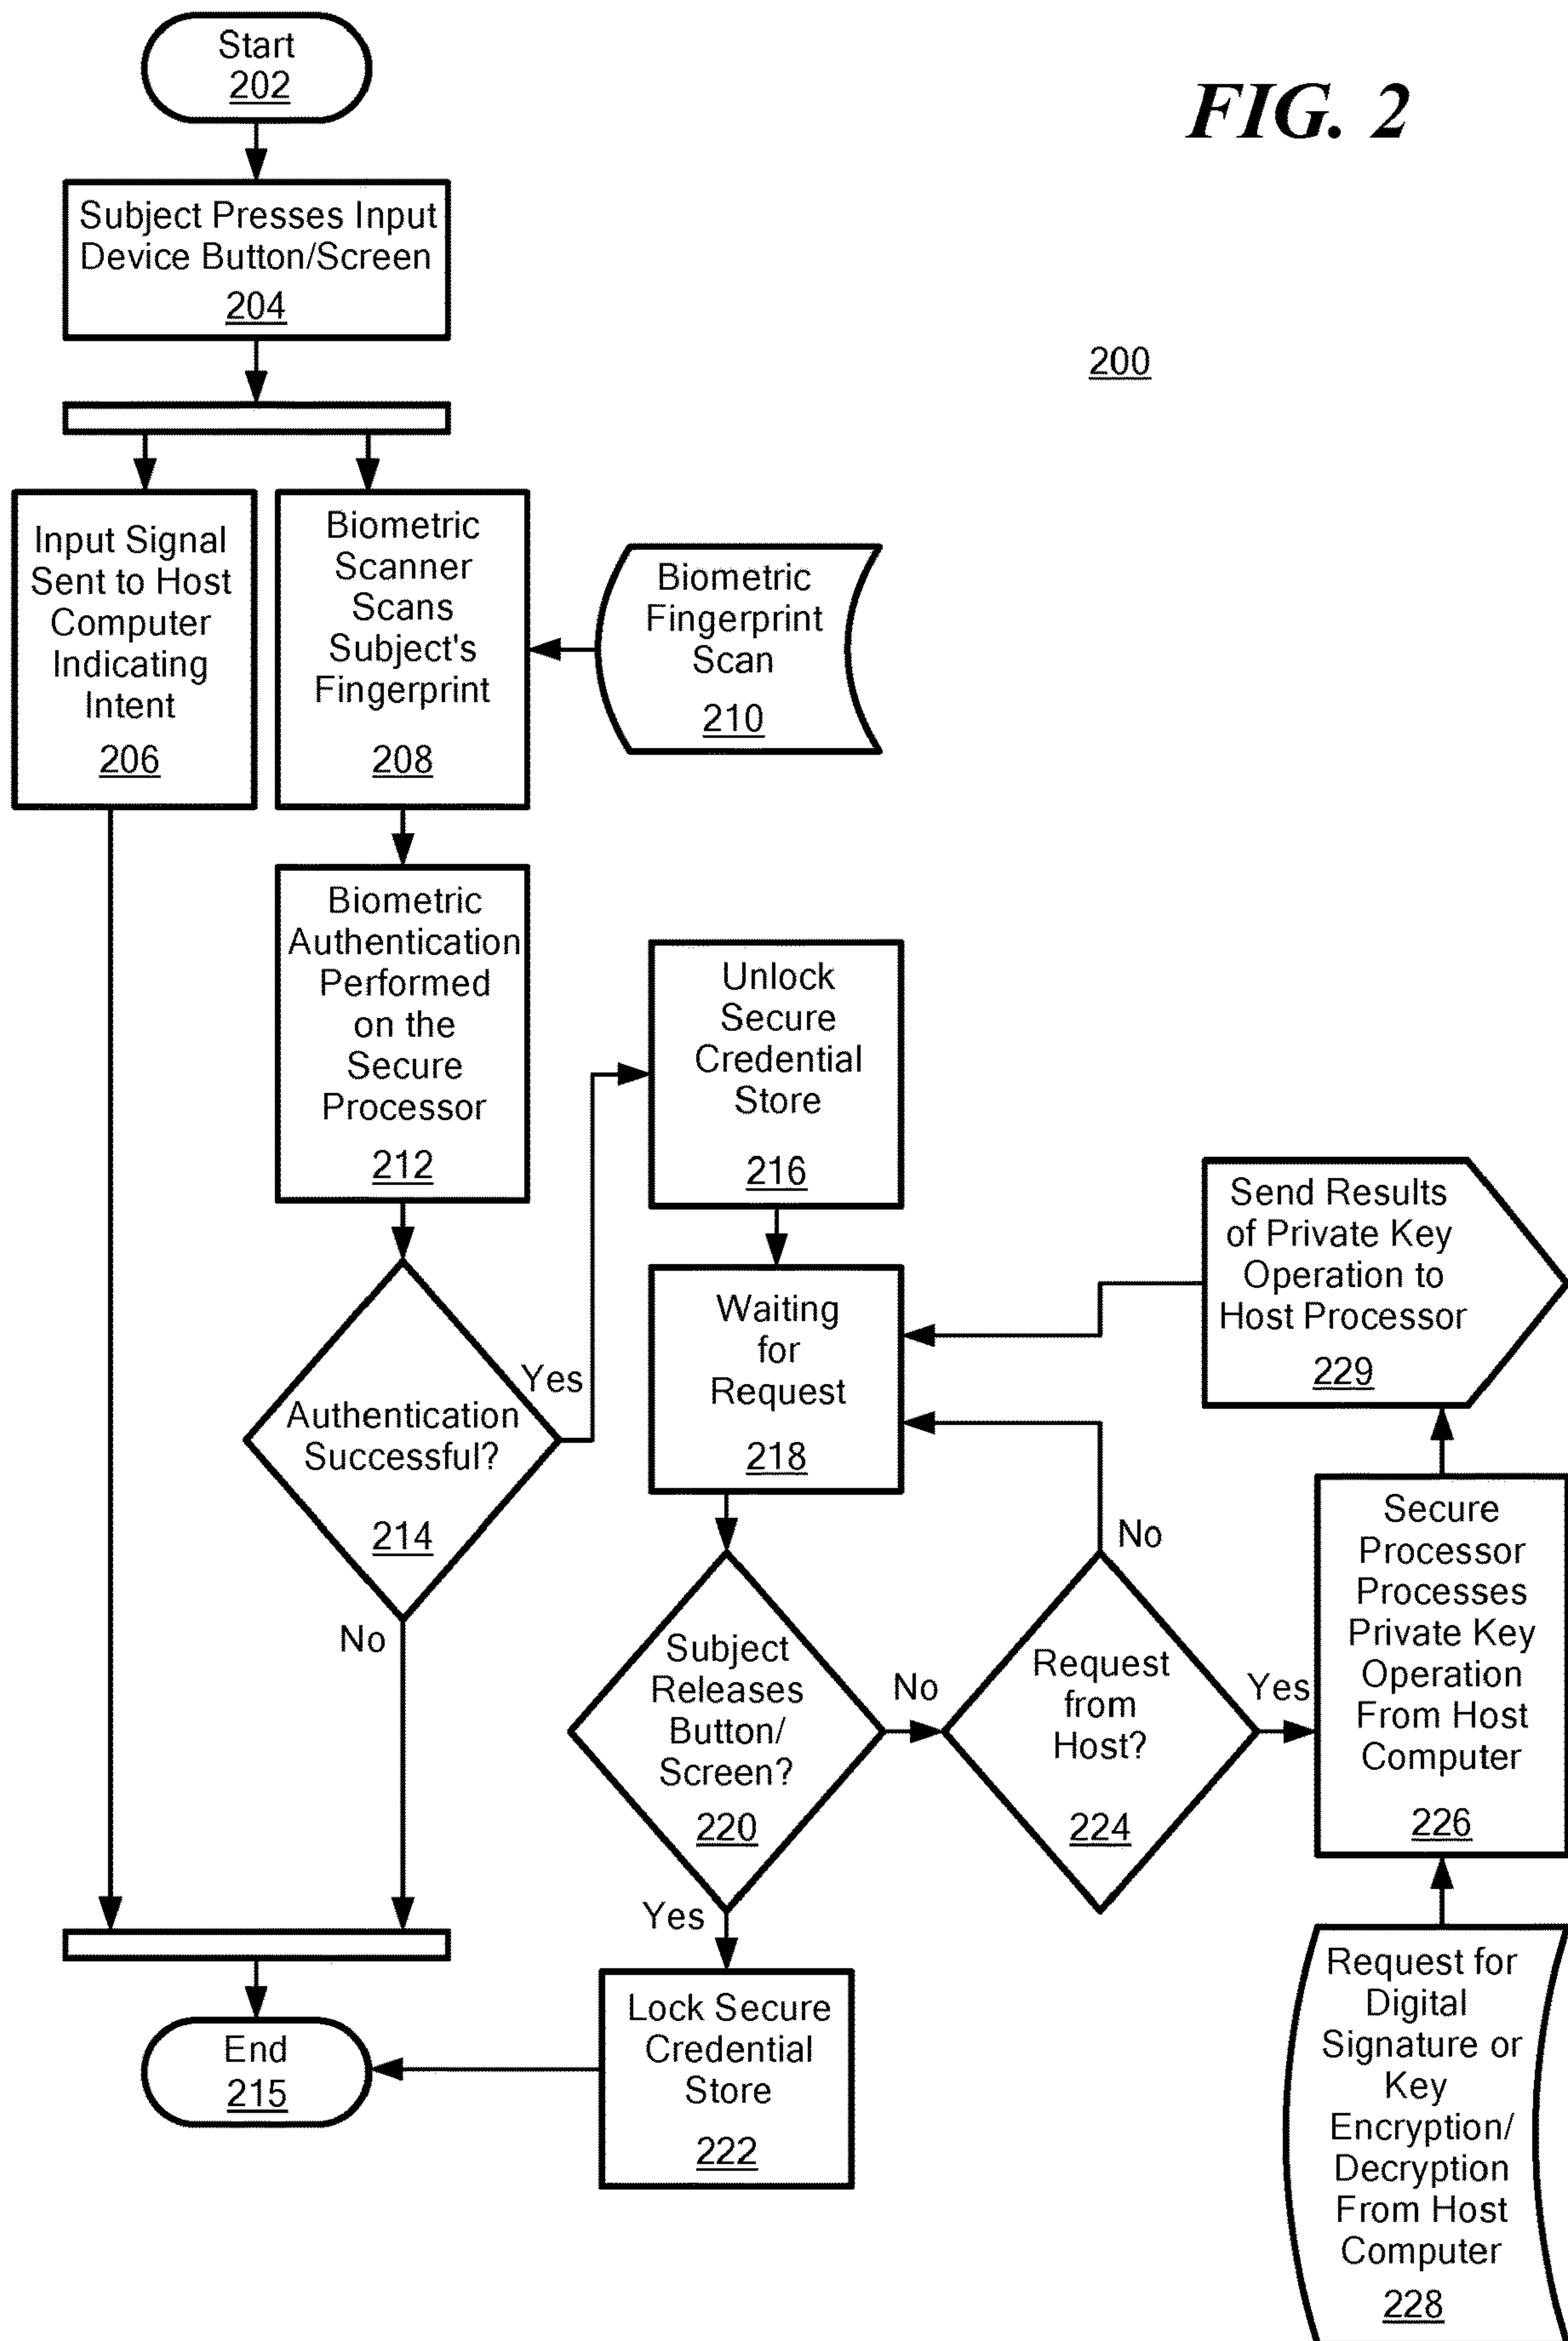 FIG. 2
200
Start
202
Subject Presses Input
Device Button/Screen
204
Input Signal
Sent to Host
Computer
Indicating
Intent
206
Biometric
Scanner
Scans
Subject's
Fingerprint
208
Biometric
Fingerprint
Scan
210
Biometric
Authentication
Performed
on the
Secure
Processor
212
Authentication
Successful?
214
Yes
No
Unlock
Secure
Credential
Store
216
Waiting
for
Request
218
Subject
Releases
Button/
Screen?
220
No
Yes
Request
from
Host?
224
No
Yes
Secure
Processor
Processes
Private Key
Operation
From Host
Computer
226
Send Results
of Private Key
Operation to
Host Processor
229
Request for
Digital
Signature or
Key
Encryption/
Decryption
From Host
Computer
228
Lock Secure
Credential
Store
222
End
215